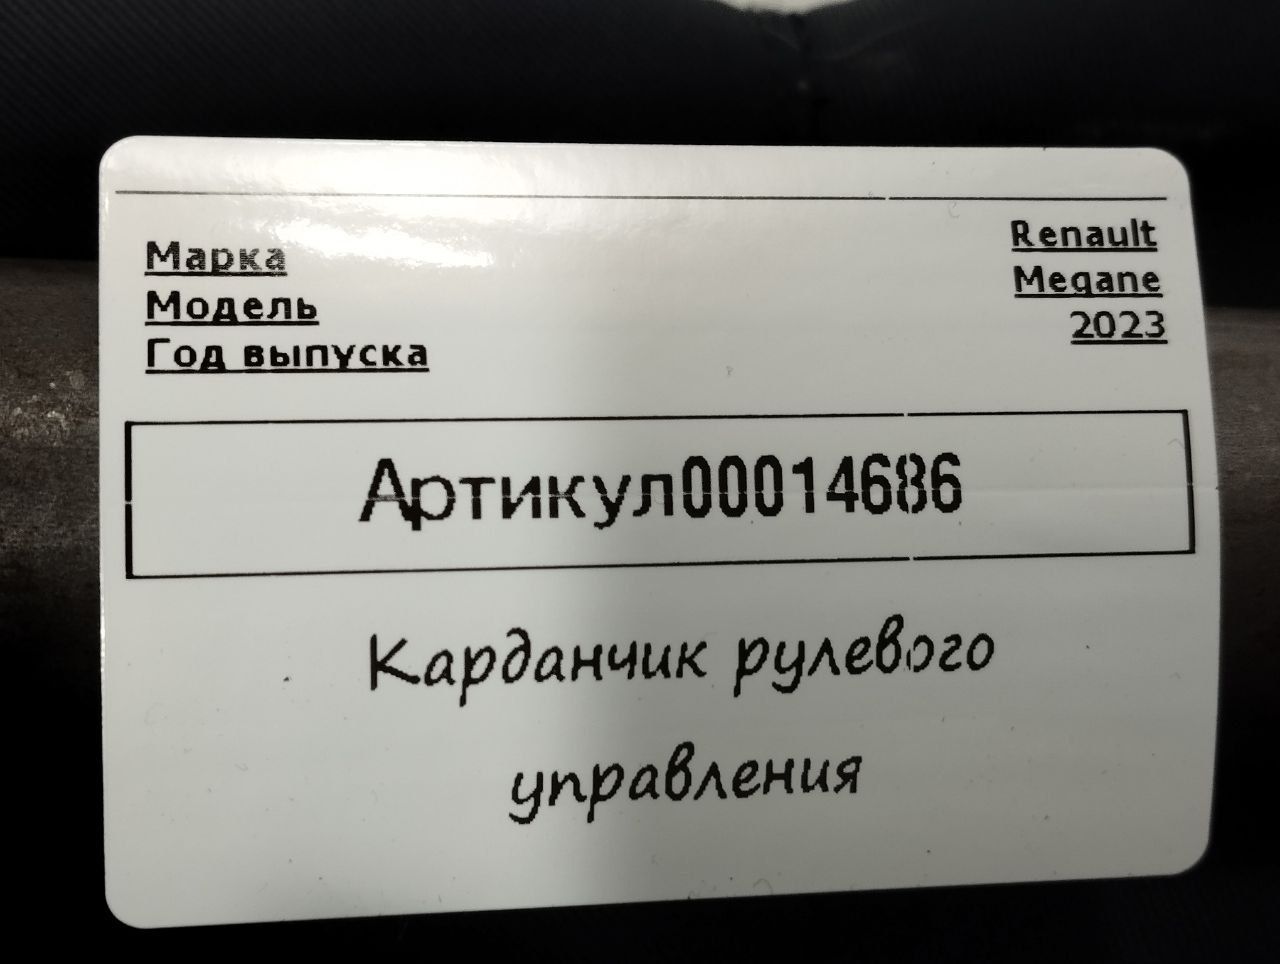 Марка Renault
Модель Megane
Год выпуска 2023
Артикул00014686
Карданчик рулевого
управления